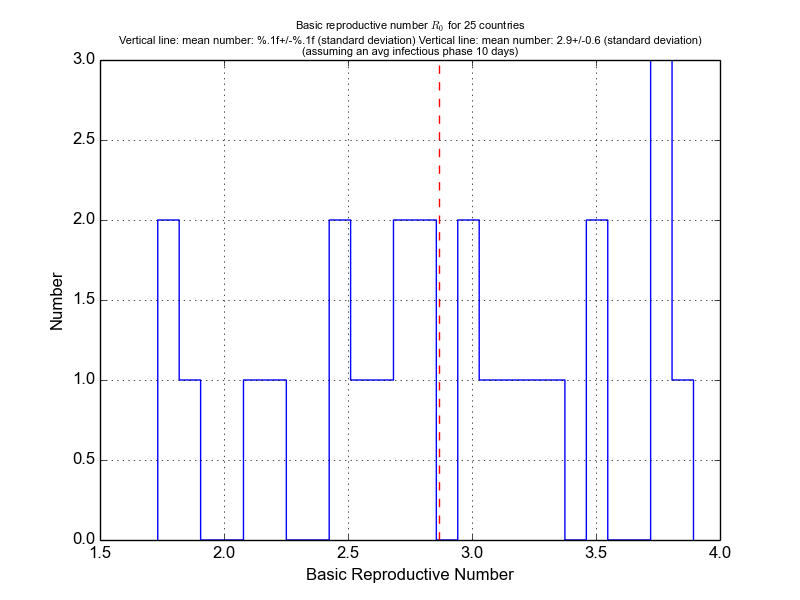 Basic reproductive number R₀ for 25 countries
Vertical line: mean number: %.1f+/-%.1f (standard deviation) Vertical line: mean number: 2.9+/-0.6 (standard deviation)
(assuming an avg infectious phase 10 days)
3.0
2.5
2.0
1.5
1.0
0.5
0.0
Number
1.5 2.0 2.5 3.0 3.5 4.0
Basic Reproductive Number